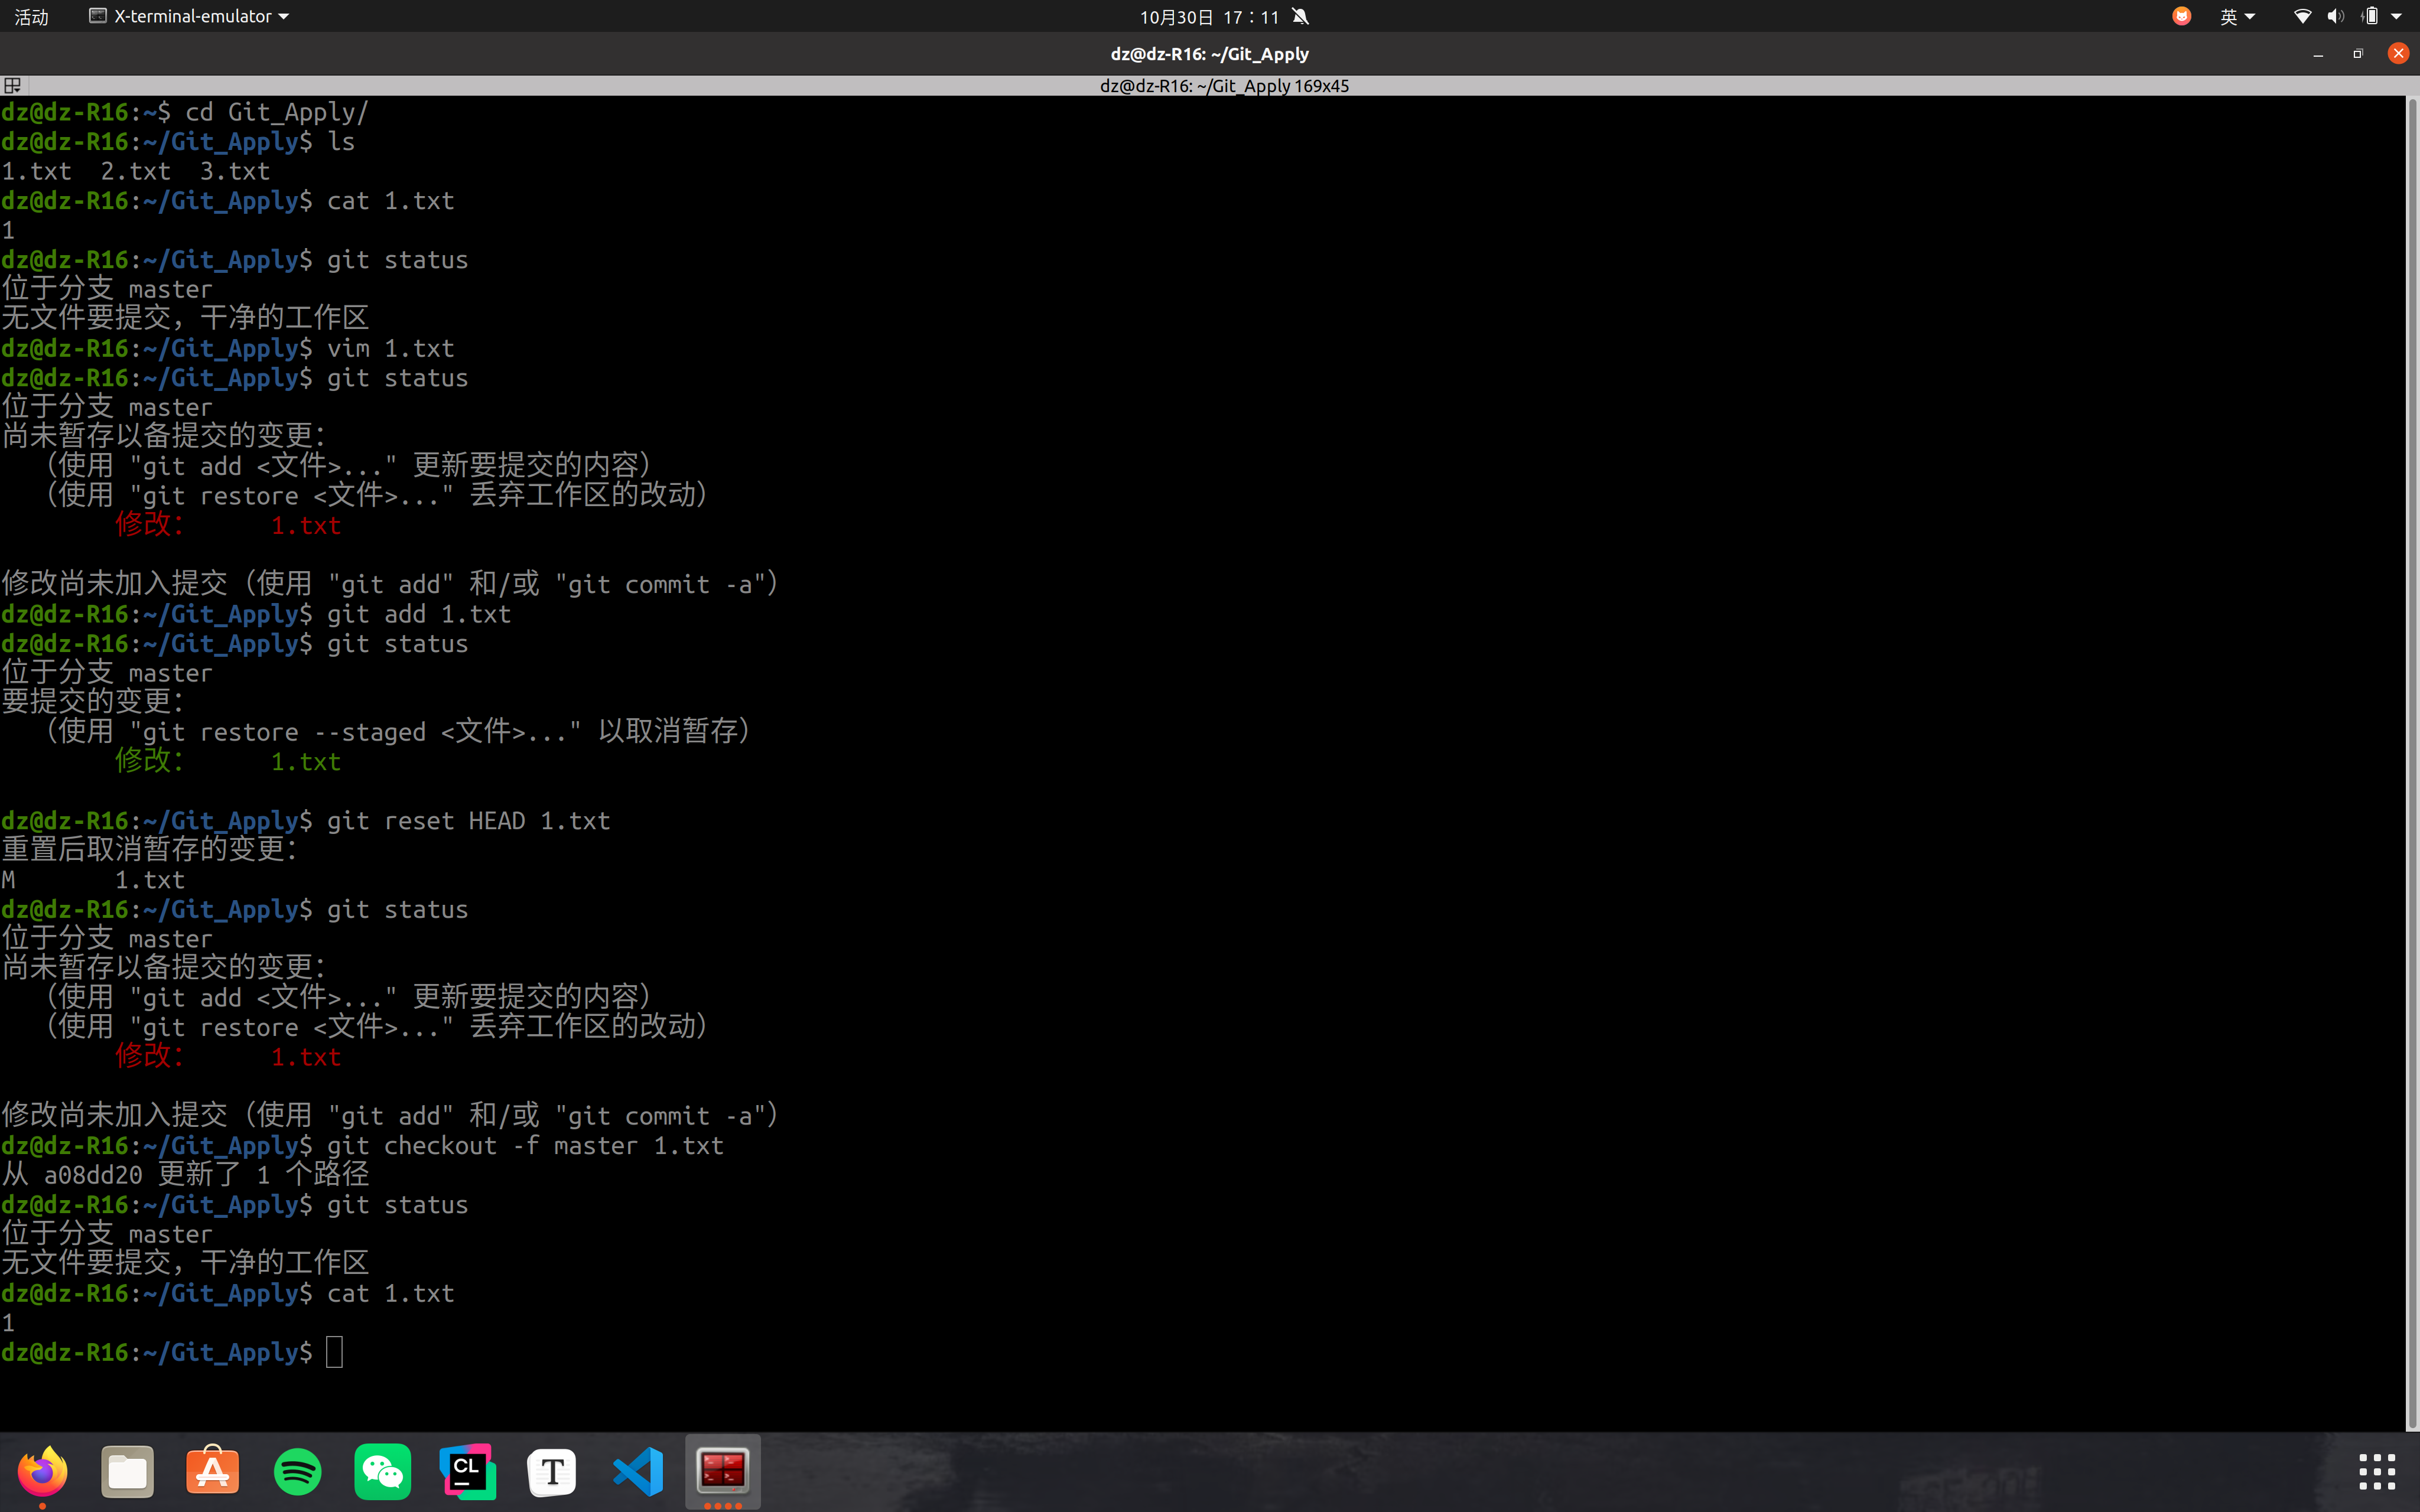 活动 X-terminal-emulator 10月30日 17：11 英
dz@dz-R16: ~/Git_Apply
dz@dz-R16: ~/Git_Apply 169x45
dz@dz-R16:~$ cd Git_Apply/
dz@dz-R16:~/Git_Apply$ ls
1.txt  2.txt  3.txt
dz@dz-R16:~/Git_Apply$ cat 1.txt
1
dz@dz-R16:~/Git_Apply$ git status
位于分支 master
无文件要提交，干净的工作区
dz@dz-R16:~/Git_Apply$ vim 1.txt
dz@dz-R16:~/Git_Apply$ git status
位于分支 master
尚未暂存以备提交的变更：
（使用 "git add <文件>..." 更新要提交的内容）
（使用 "git restore <文件>..." 丢弃工作区的改动）
修改：      1.txt
修改尚未加入提交（使用 "git add" 和/或 "git commit -a"）
dz@dz-R16:~/Git_Apply$ git add 1.txt
dz@dz-R16:~/Git_Apply$ git status
位于分支 master
要提交的变更：
（使用 "git restore --staged <文件>..." 以取消暂存）
修改：      1.txt
dz@dz-R16:~/Git_Apply$ git reset HEAD 1.txt
重置后取消暂存的变更：
M       1.txt
dz@dz-R16:~/Git_Apply$ git status
位于分支 master
尚未暂存以备提交的变更：
（使用 "git add <文件>..." 更新要提交的内容）
（使用 "git restore <文件>..." 丢弃工作区的改动）
修改：      1.txt
修改尚未加入提交（使用 "git add" 和/或 "git commit -a"）
dz@dz-R16:~/Git_Apply$ git checkout -f master 1.txt
从 a08dd20 更新了 1 个路径
dz@dz-R16:~/Git_Apply$ git status
位于分支 master
无文件要提交，干净的工作区
dz@dz-R16:~/Git_Apply$ cat 1.txt
1
dz@dz-R16:~/Git_Apply$
CL T